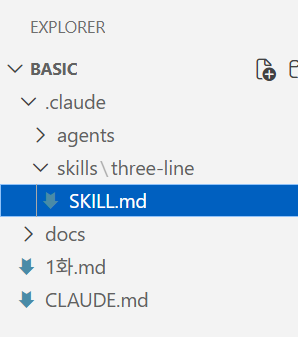 EXPLORER
BASIC
.claude
agents
skills\three-line
SKILL.md
docs
1화.md
CLAUDE.md